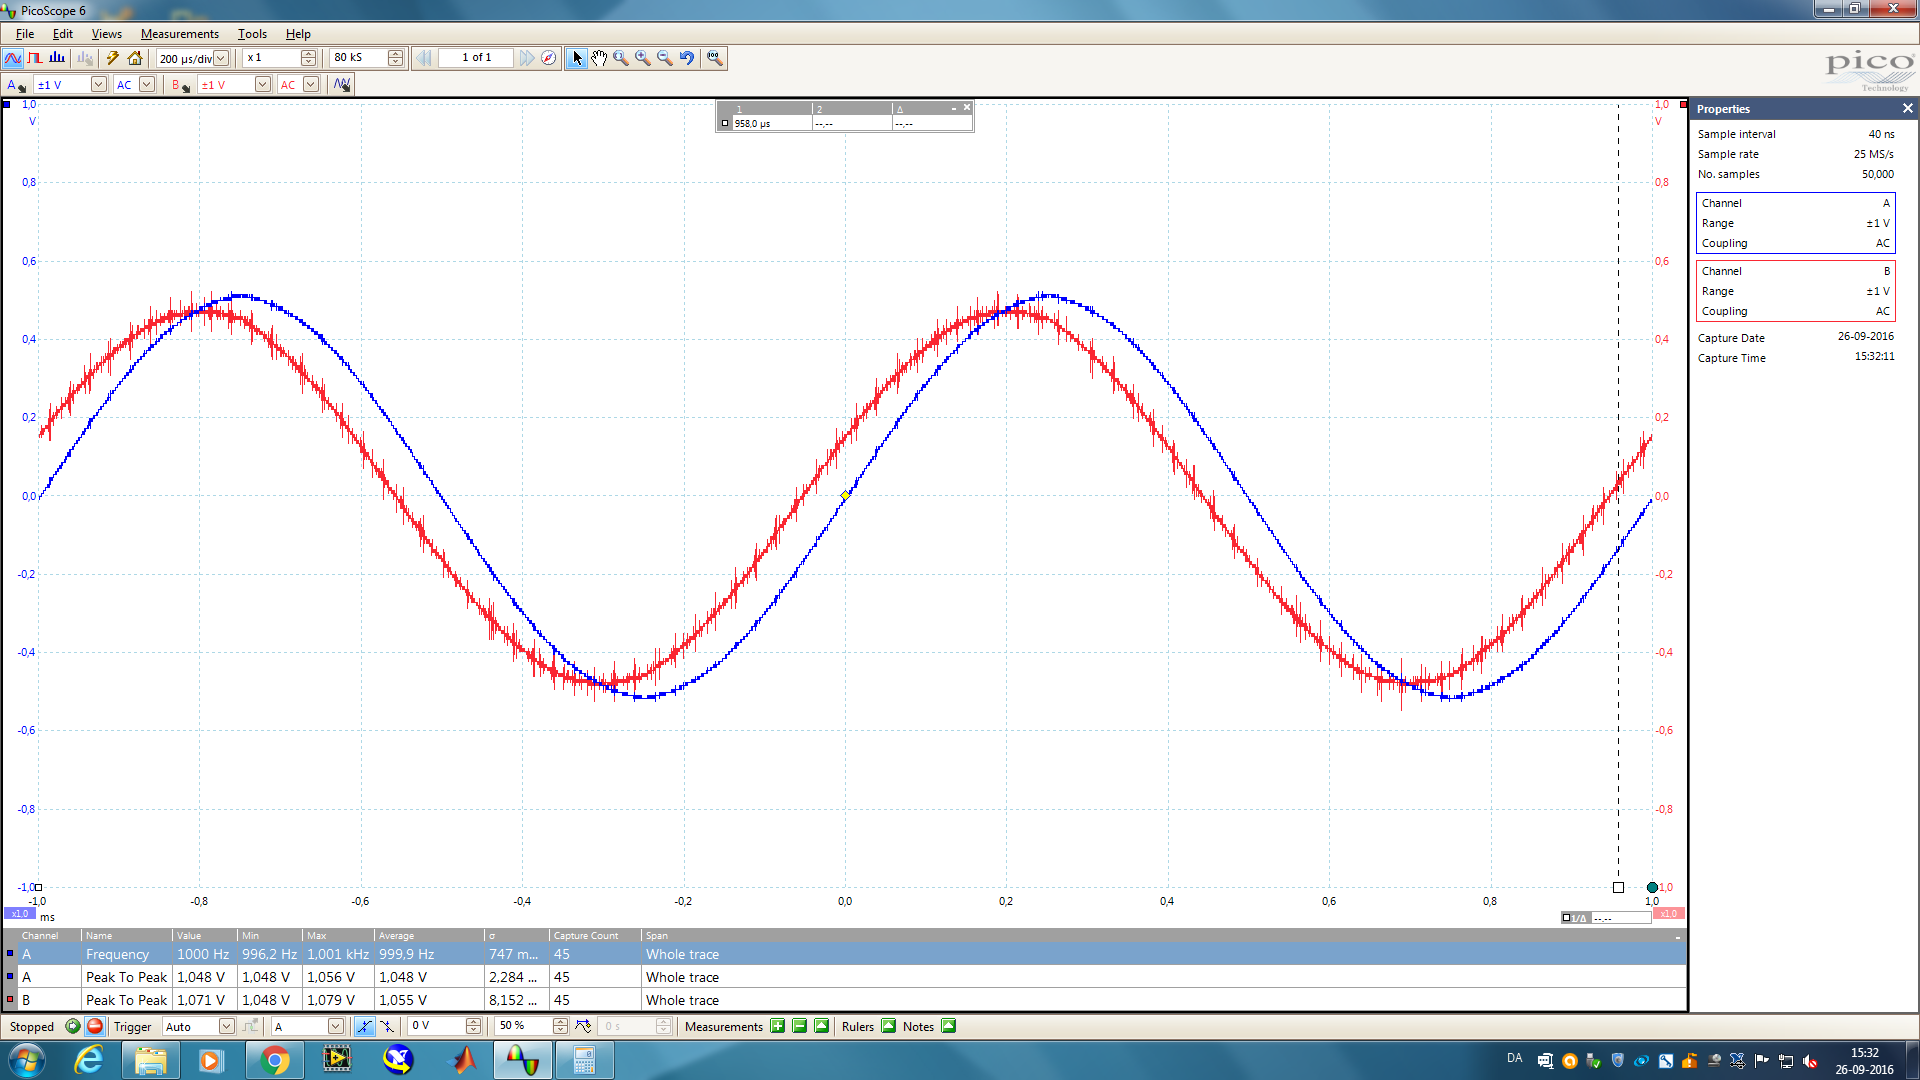 PicoScope 6
File Edit Views Measurements Tools Help
200 µs/div x 1 80 kS 1 of 1
A ±1 V AC B ±1 V AC
pico
Technology
1 2 Δ
958,0 µs --,-- --,--
1,0 1,0
V V
0,8 0,8
0,6 0,6
0,4 0,4
0,2 0,2
0,0 0,0
-0,2 -0,2
-0,4 -0,4
-0,6 -0,6
-0,8 -0,8
-1,0 -1,0
-1,0 -0,8 -0,6 -0,4 -0,2 0,0 0,2 0,4 0,6 0,8 1,0
x1,0 ms 1/Δ --,-- x1,0
Properties
Sample interval 40 ns
Sample rate 25 MS/s
No. samples 50,000
Channel A
Range ±1 V
Coupling AC
Channel B
Range ±1 V
Coupling AC
Capture Date 26-09-2016
Capture Time 15:32:11
Channel Name Value Min Max Average σ Capture Count Span
A Frequency 1000 Hz 996,2 Hz 1,001 kHz 999,9 Hz 747 m... 45 Whole trace
A Peak To Peak 1,048 V 1,048 V 1,056 V 1,048 V 2,284 ... 45 Whole trace
B Peak To Peak 1,071 V 1,048 V 1,079 V 1,055 V 8,152 ... 45 Whole trace
Stopped Trigger Auto A 0 V 50 % 0 s Measurements Rulers Notes
DA 15:32
26-09-2016